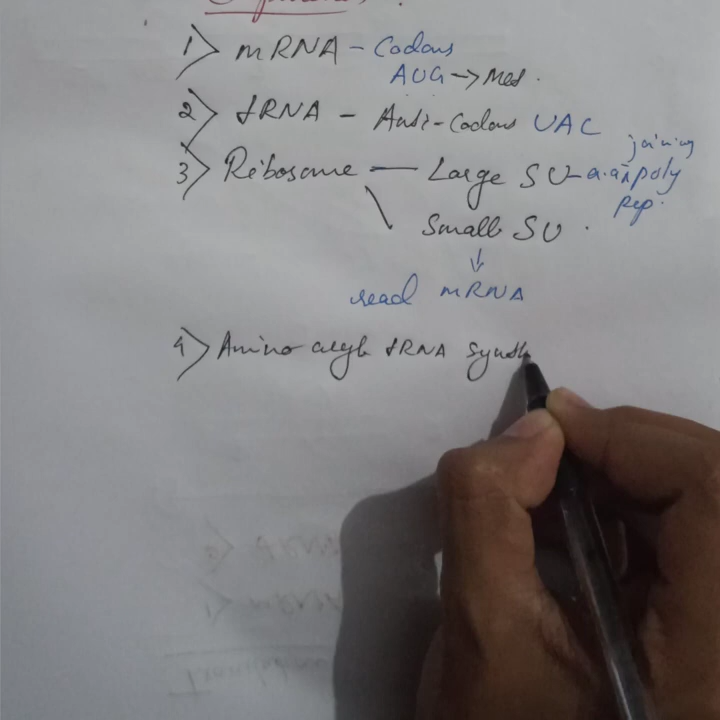 1) mRNA - Codons
AUG → Met.
2) tRNA - Anti-Codons UAC
joining
3) Ribosome — Large SU - a.a in poly
pep.
Small SU.
↓
read mRNA
4) Amino acyl tRNA Synth